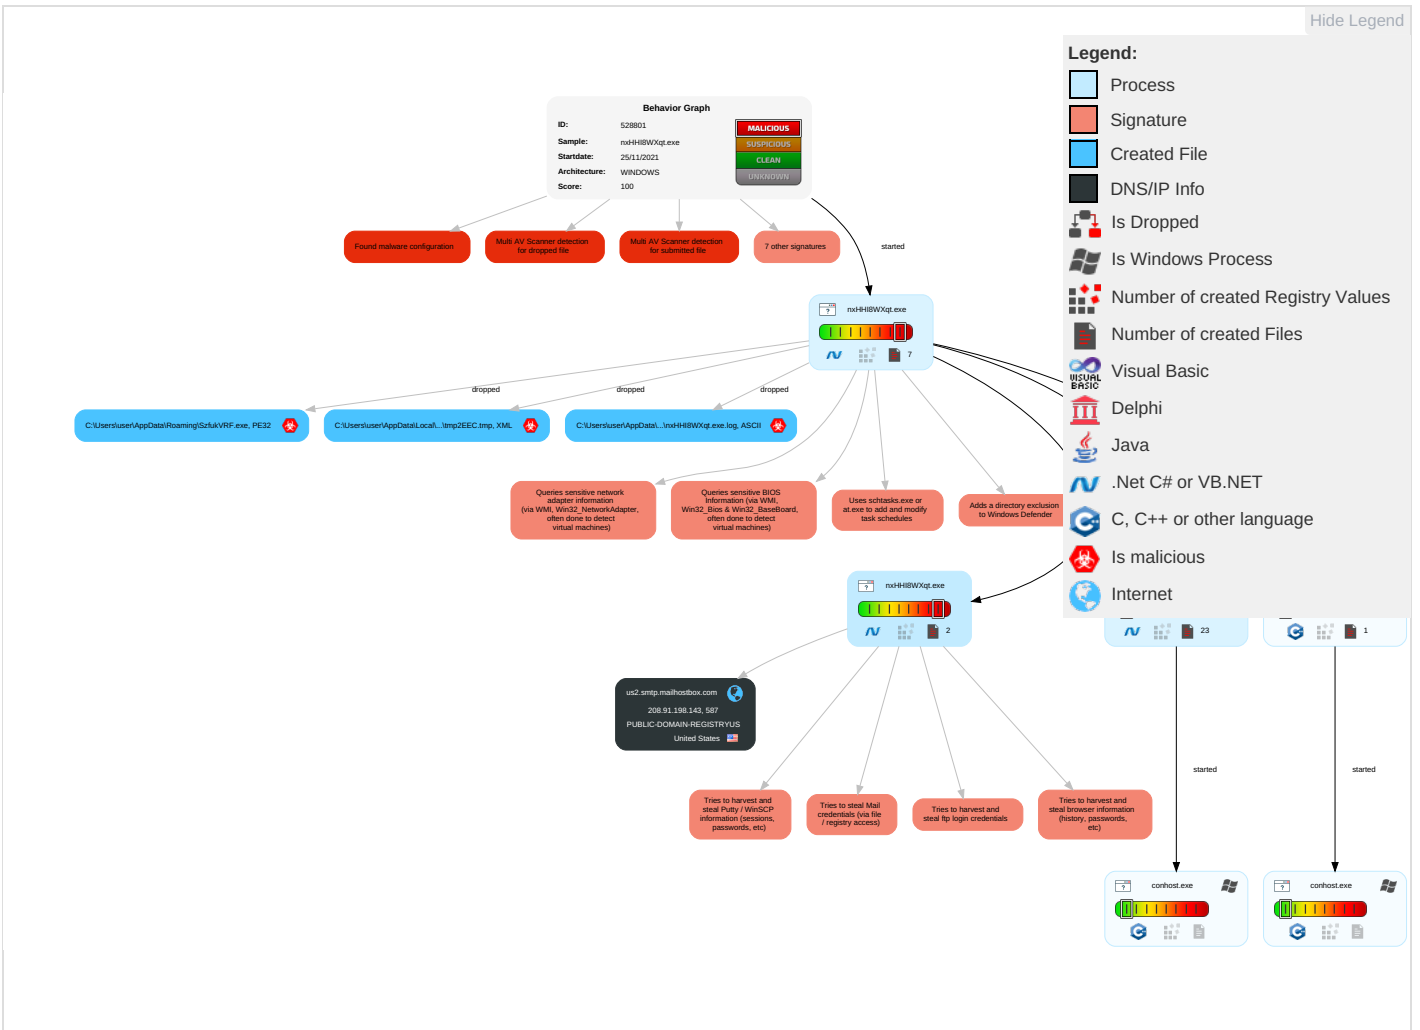 Hide Legend
Legend:
Process
Signature
Created File
DNS/IP Info
Is Dropped
Is Windows Process
Number of created Registry Values
Number of created Files
VISUAL
BASIC
Visual Basic
Delphi
Java
.Net C# or VB.NET
C, C++ or other language
Is malicious
Internet
Behavior Graph
ID: 528801
Sample: nxHHI8WXqt.exe
Startdate: 25/11/2021
Architecture: WINDOWS
Score: 100
MALICIOUS
SUSPICIOUS
CLEAN
UNKNOWN
Found malware configuration
Multi AV Scanner detection
for dropped file
Multi AV Scanner detection
for submitted file
7 other signatures
started
nxHHI8WXqt.exe
7
dropped
dropped
dropped
C:\Users\user\AppData\Roaming\SzfukVRF.exe, PE32
C:\Users\user\AppData\Local\...\tmp2EEC.tmp, XML
C:\Users\user\AppData\...\nxHHI8WXqt.exe.log, ASCII
Queries sensitive network
adapter information
(via WMI, Win32_NetworkAdapter,
often done to detect
virtual machines)
Queries sensitive BIOS
Information (via WMI,
Win32_Bios & Win32_BaseBoard,
often done to detect
virtual machines)
Uses schtasks.exe or
at.exe to add and modify
task schedules
Adds a directory exclusion
to Windows Defender
nxHHI8WXqt.exe
2
23
1
us2.smtp.mailhostbox.com
208.91.198.143, 587
PUBLIC-DOMAIN-REGISTRYUS
United States
started
started
Tries to harvest and
steal Putty / WinSCP
information (sessions,
passwords, etc)
Tries to steal Mail
credentials (via file
/ registry access)
Tries to harvest and
steal ftp login credentials
Tries to harvest and
steal browser information
(history, passwords,
etc)
conhost.exe
conhost.exe